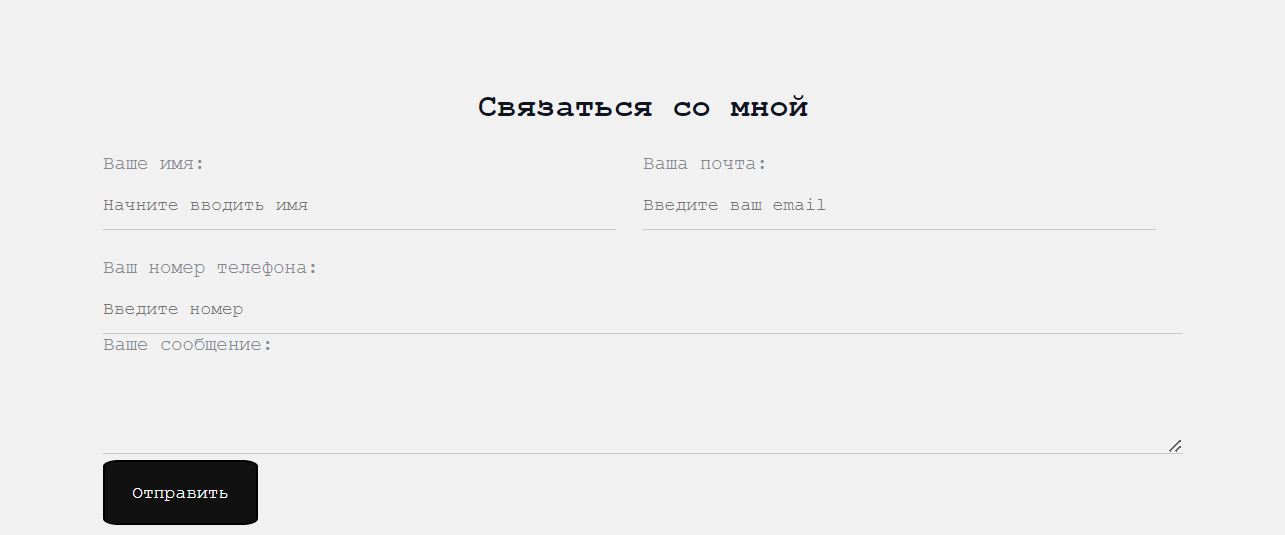 Связаться со мной
Ваше имя:
Ваша почта:
Начните вводить имя
Введите ваш email
Ваш номер телефона:
Введите номер
Ваше сообщение:
Отправить